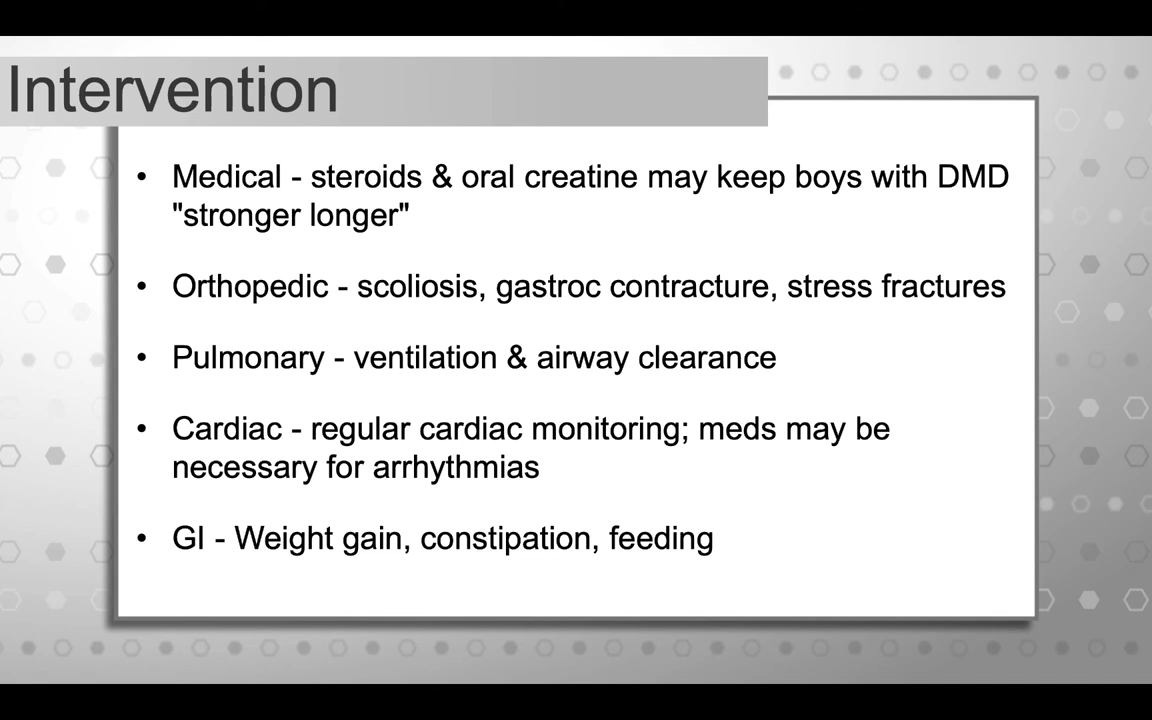 Intervention
• Medical - steroids & oral creatine may keep boys with DMD
"stronger longer"
• Orthopedic - scoliosis, gastroc contracture, stress fractures
• Pulmonary - ventilation & airway clearance
• Cardiac - regular cardiac monitoring; meds may be
necessary for arrhythmias
• GI - Weight gain, constipation, feeding